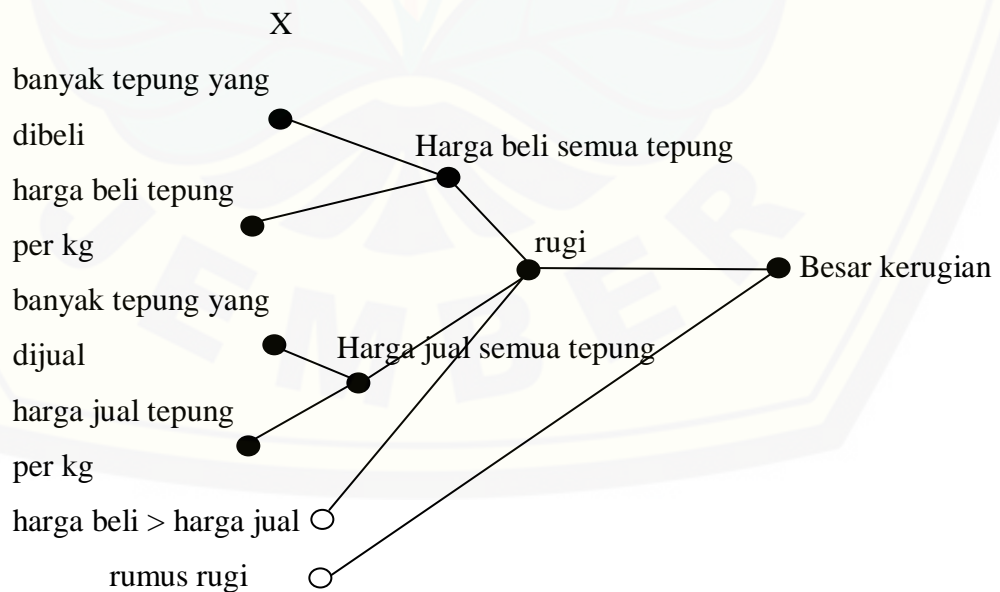 X
banyak tepung yang
dibeli
Harga beli semua tepung
harga beli tepung
per kg
rugi
Besar kerugian
banyak tepung yang
dijual
Harga jual semua tepung
harga jual tepung
per kg
harga beli > harga jual
rumus rugi
JEMBER